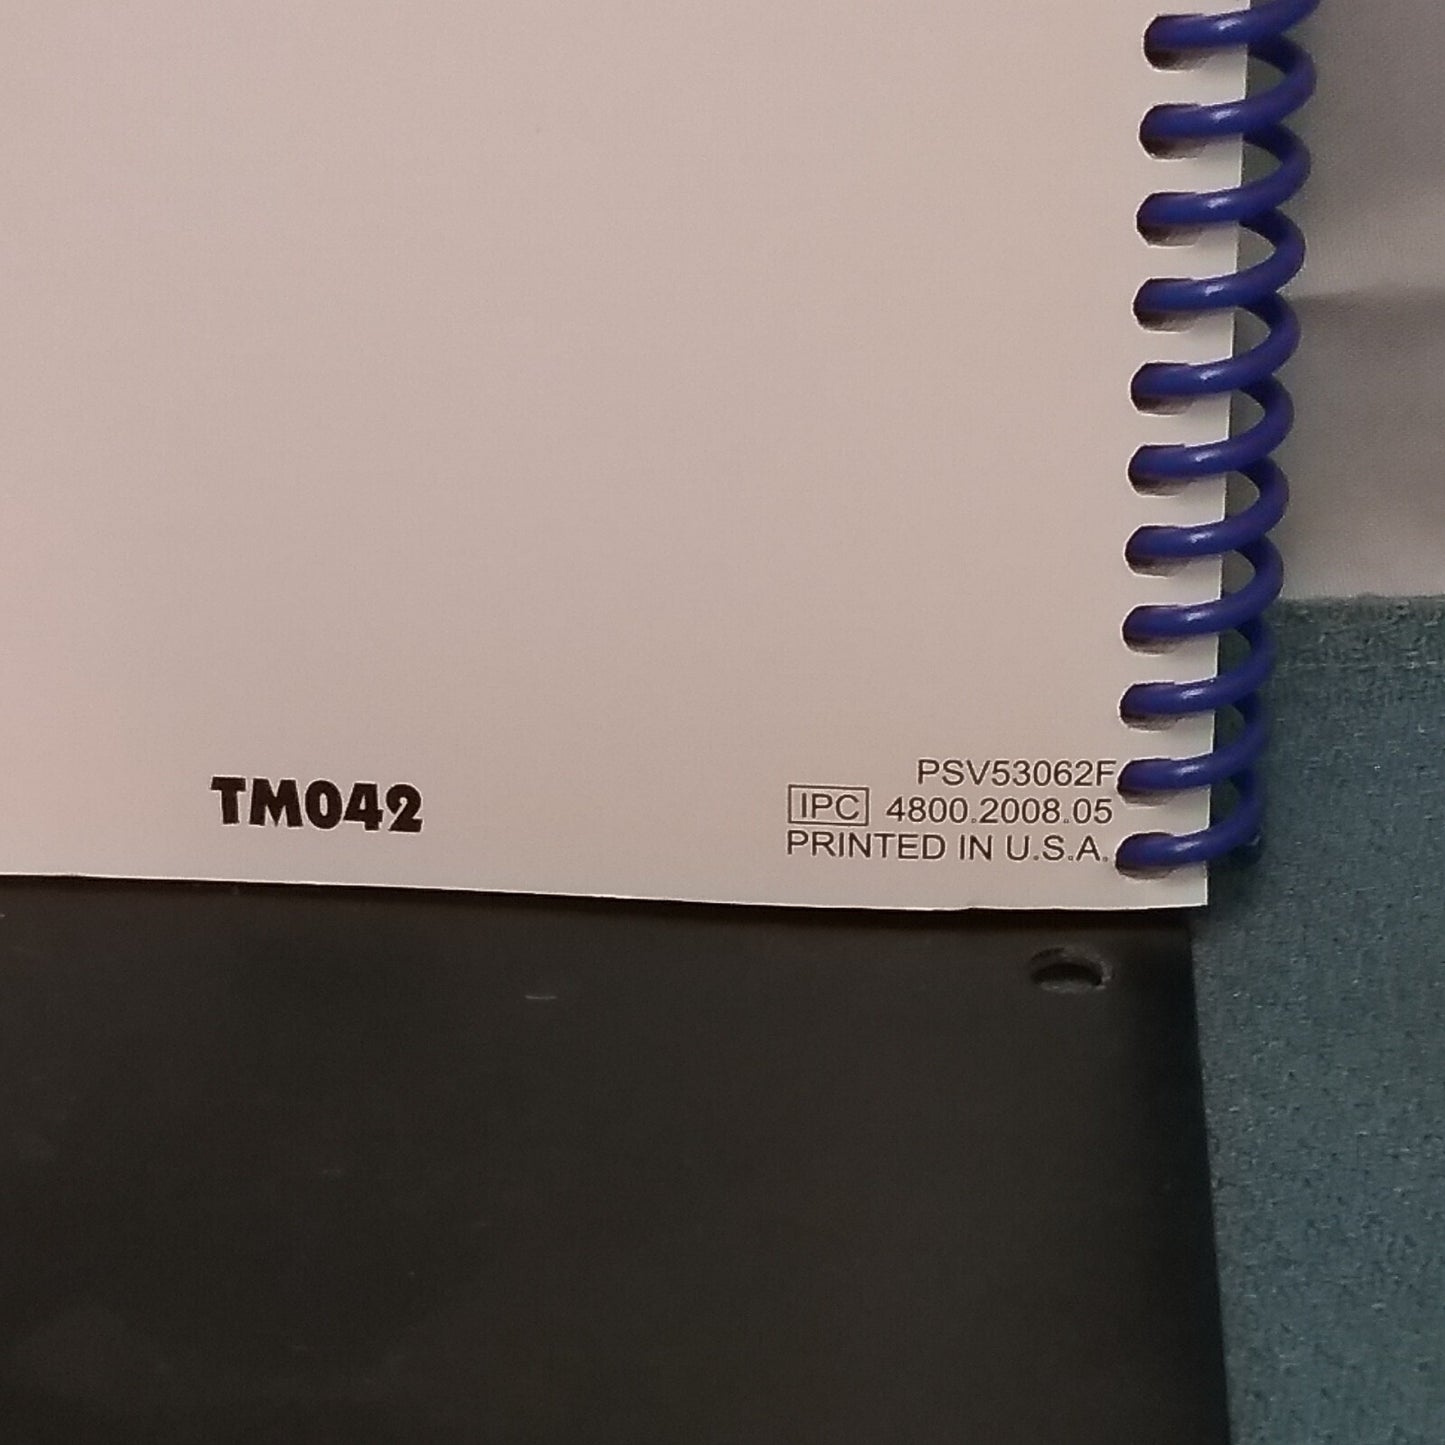 TM042
PSV53062F
IPC 4800.2008.05
PRINTED IN U.S.A.